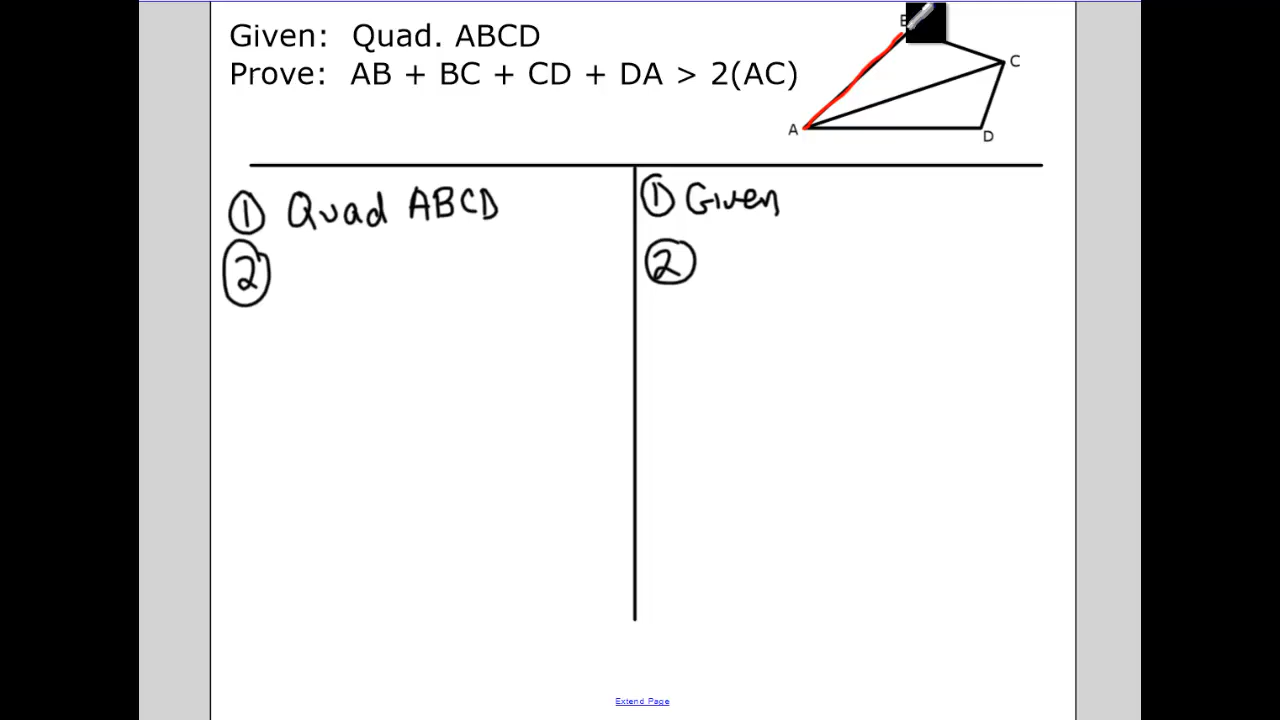 Given: Quad. ABCD
Prove: AB + BC + CD + DA > 2(AC)
B
C
A
D
① Quad ABCD
① Given
②
②
Extend Page